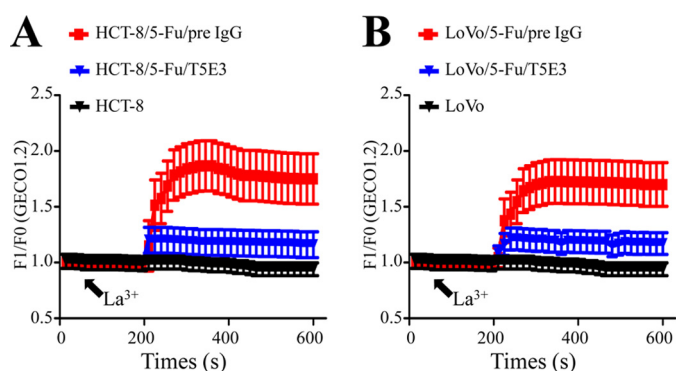 A
HCT-8/5-Fu/pre IgG
HCT-8/5-Fu/T5E3
HCT-8
F1/F0 (GECO1.2)
2.5
2.0
1.5
1.0
0.5
La³⁺
0
200
400
600
Times (s)
B
LoVo/5-Fu/pre IgG
LoVo/5-Fu/T5E3
LoVo
F1/F0 (GECO1.2)
2.5
2.0
1.5
1.0
0.5
La³⁺
0
200
400
600
Times (s)